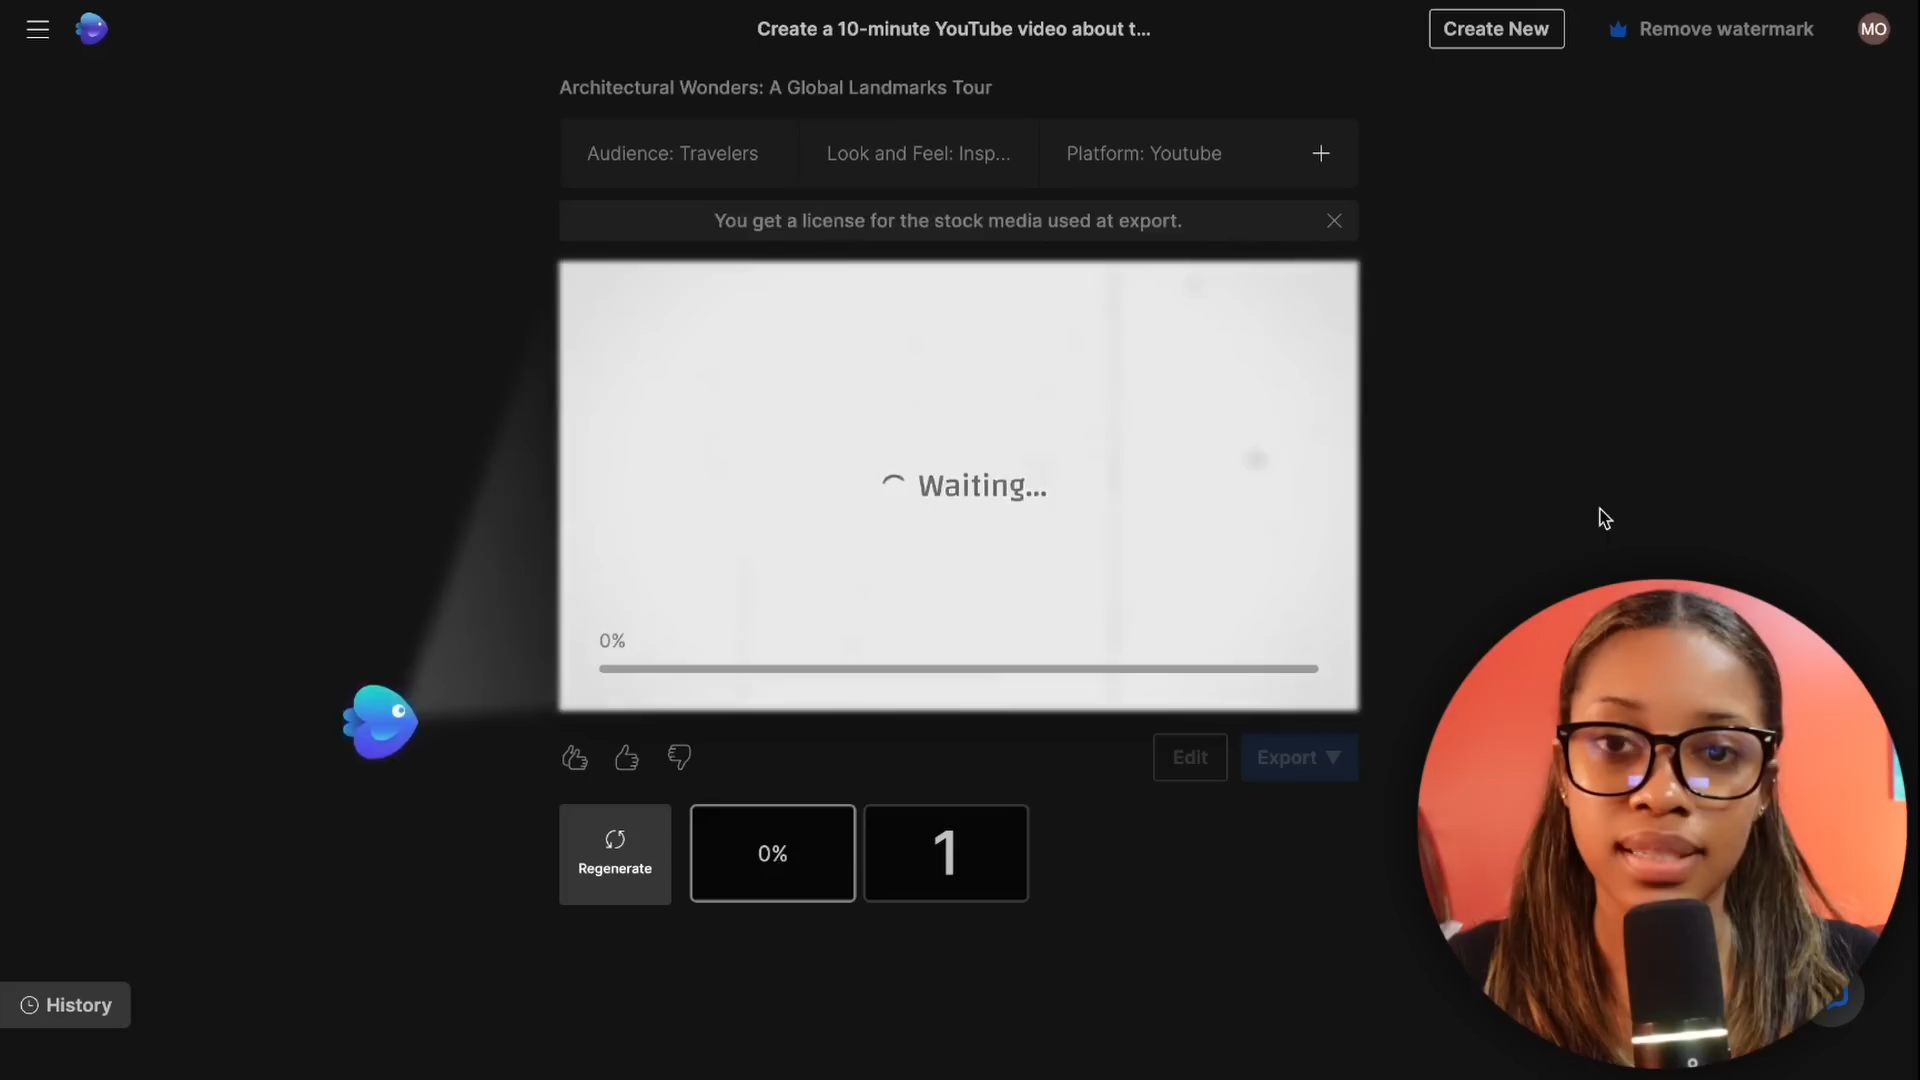 Create a 10-minute YouTube video about t...
Create New
Remove watermark
MO
Architectural Wonders: A Global Landmarks Tour
Audience: Travelers
Look and Feel: Insp...
Platform: Youtube
You get a license for the stock media used at export.
Waiting...
0%
Edit
Export
Regenerate
0%
1
History